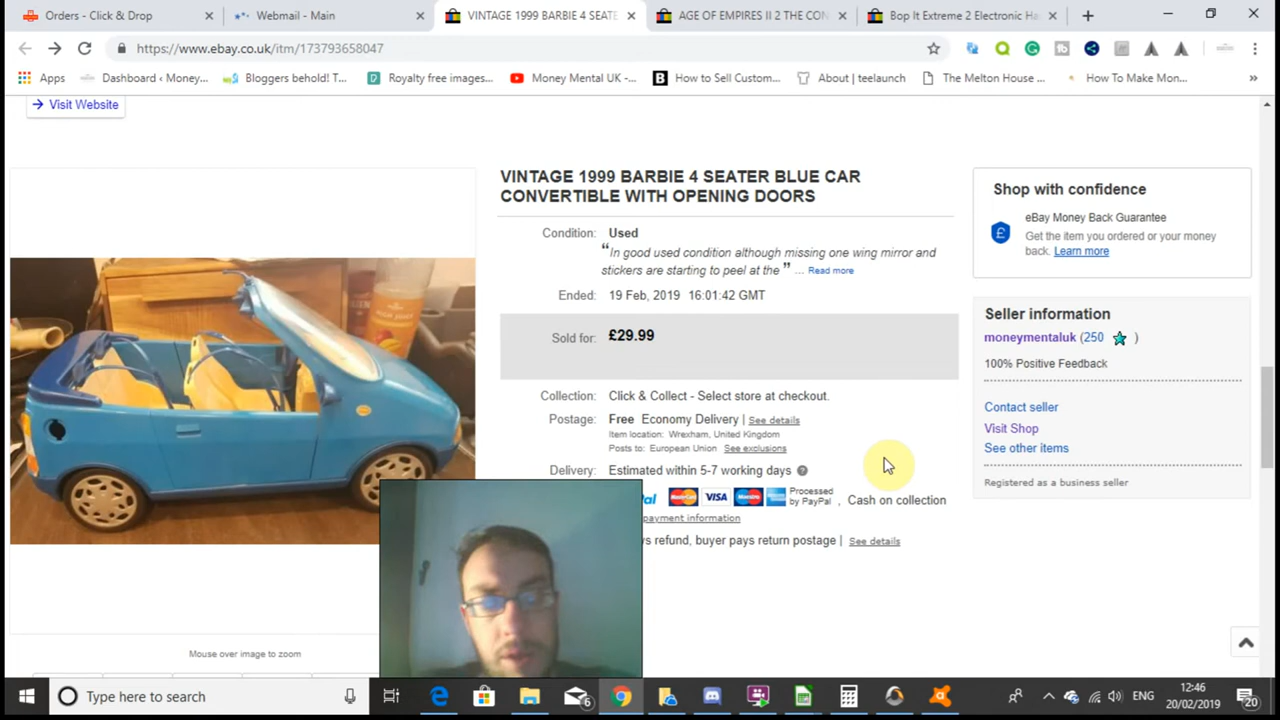 Orders - Click & Drop
Webmail - Main
VINTAGE 1999 BARBIE 4 SEATE
AGE OF EMPIRES II 2 THE CON
Bop It Extreme 2 Electronic Ha
https://www.ebay.co.uk/itm/173793658047
Apps
Dashboard ‹ Money...
Bloggers behold! T...
Royalty free images...
Money Mental UK -...
How to Sell Custom...
About | teelaunch
The Melton House ...
How To Make Mon...
Visit Website
VINTAGE 1999 BARBIE 4 SEATER BLUE CAR
CONVERTIBLE WITH OPENING DOORS
Condition: Used
"In good used condition although missing one wing mirror and
stickers are starting to peel at the " ... Read more
Ended: 19 Feb, 2019 16:01:42 GMT
Sold for: £29.99
Collection: Click & Collect - Select store at checkout.
Postage: Free Economy Delivery | See details
Item location: Wrexham, United Kingdom
Posts to: European Union See exclusions
Delivery: Estimated within 5-7 working days
MasterCard VISA Maestro Processed
by PayPal , Cash on collection
payment information
refund, buyer pays return postage | See details
Shop with confidence
eBay Money Back Guarantee
Get the item you ordered or your money
back. Learn more
Seller information
moneymentaluk (250 )
100% Positive Feedback
Contact seller
Visit Shop
See other items
Registered as a business seller
Mouse over image to zoom
Type here to search
6
ENG
12:46
20/02/2019
20